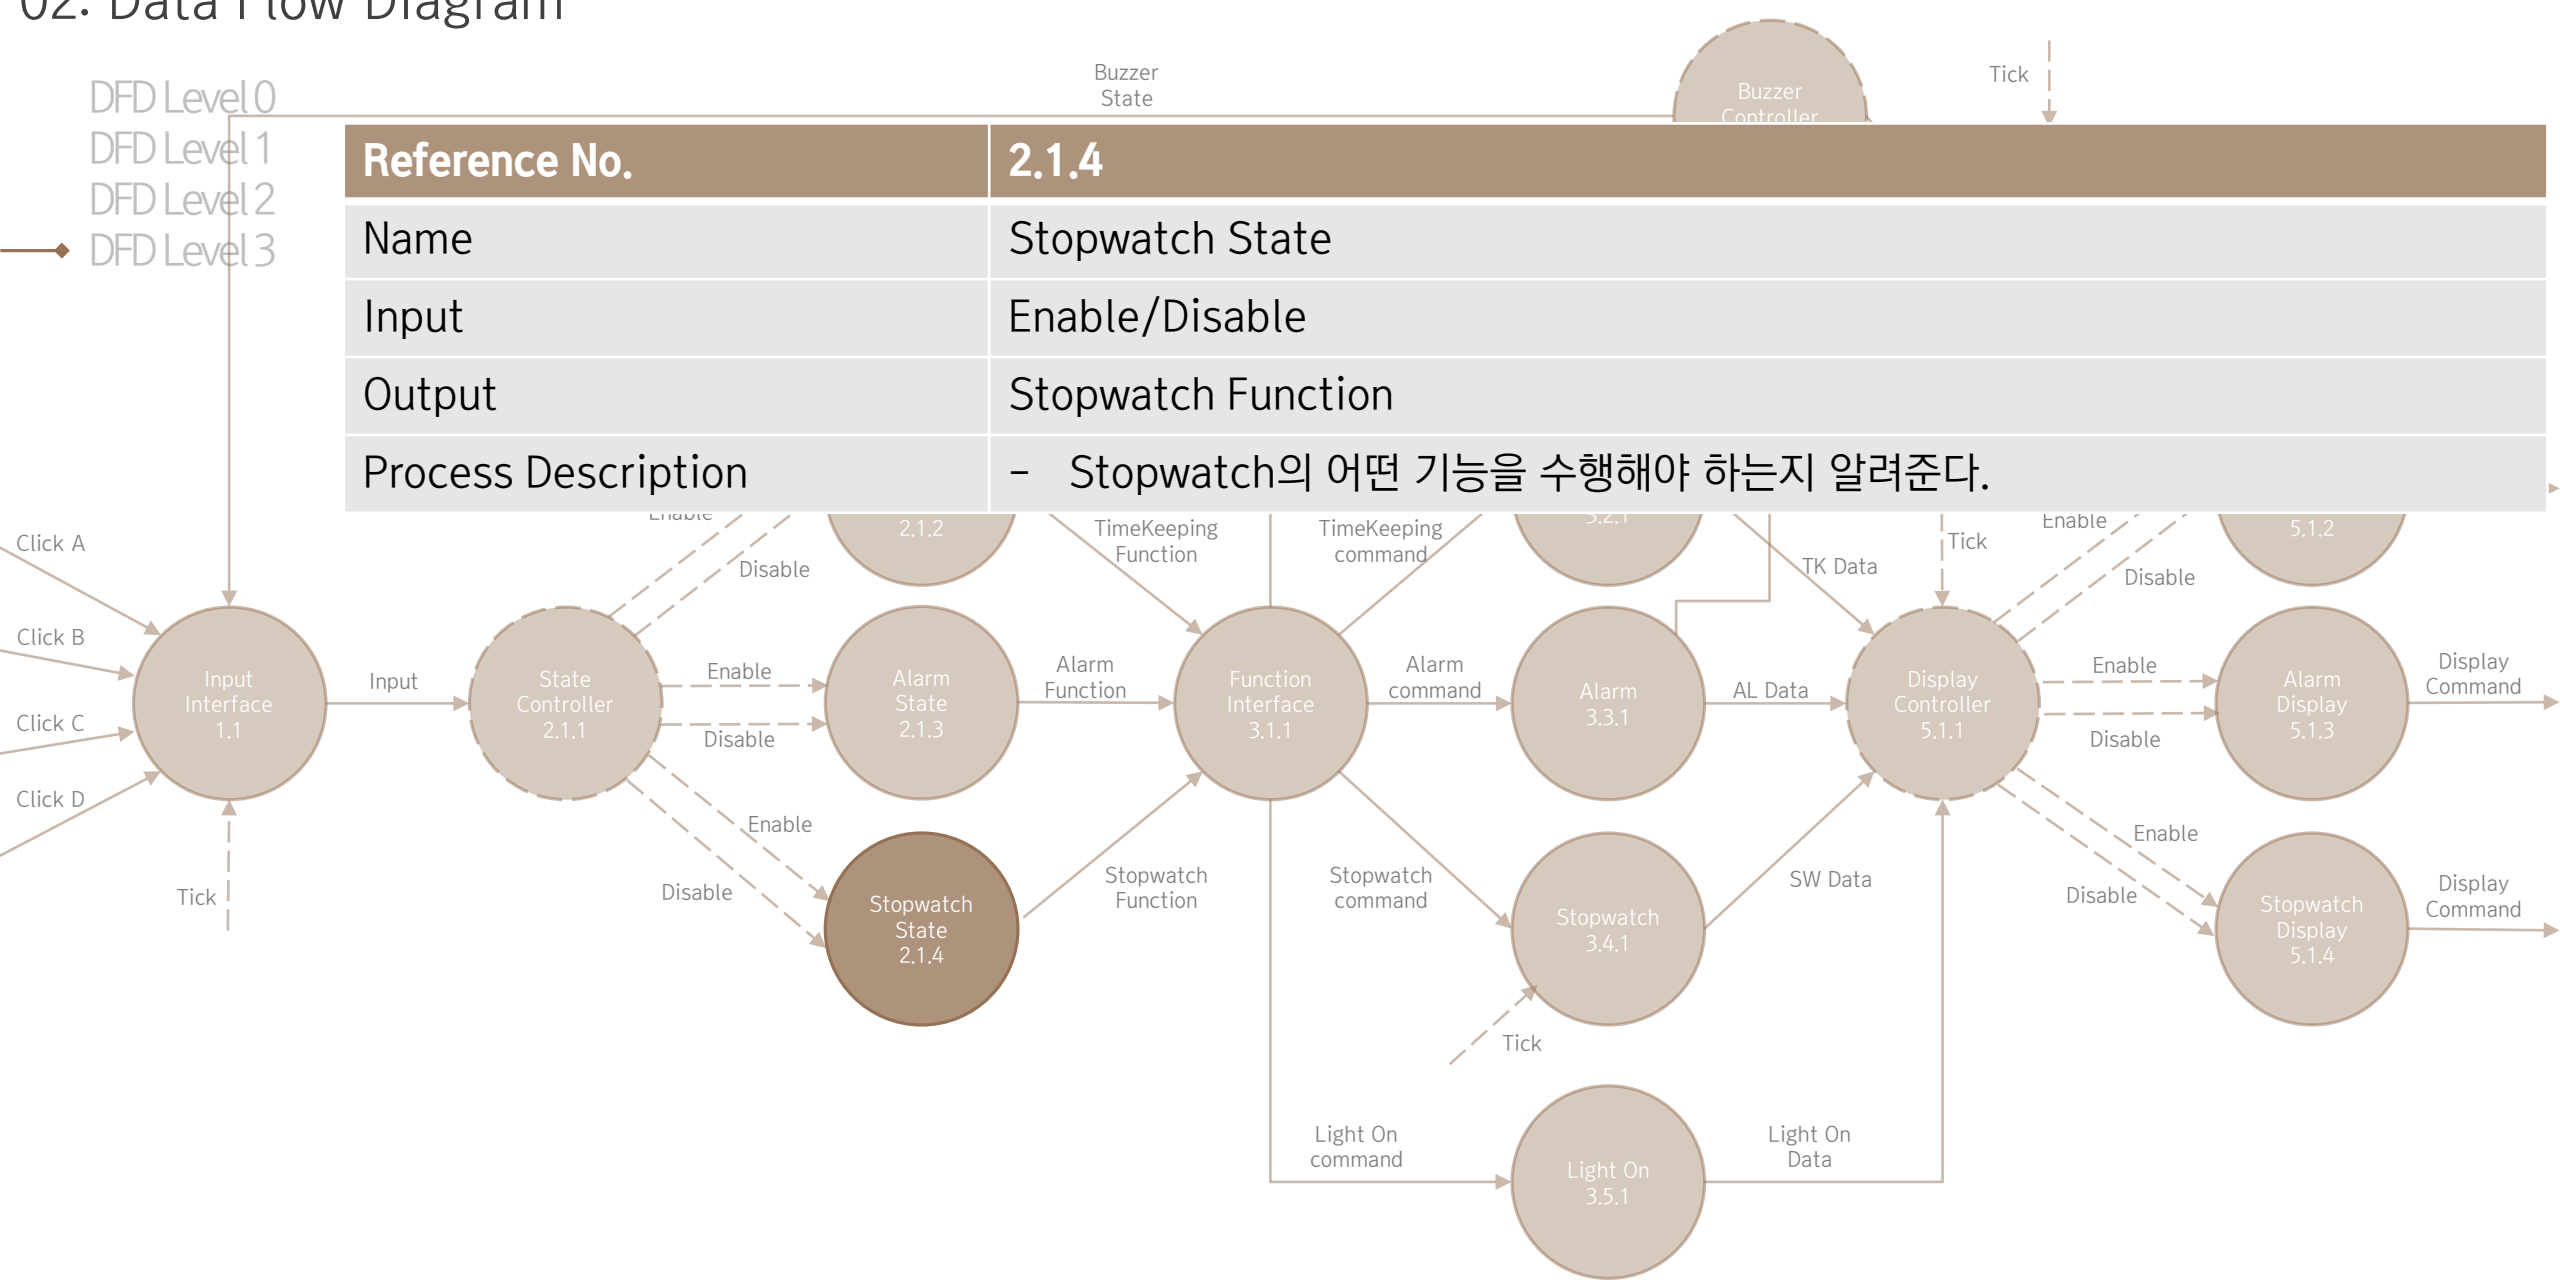 02. Data Flow Diagram
DFD Level 0
DFD Level 1
DFD Level 2
DFD Level 3
Buzzer
State
Buzzer
Controller
Tick
Reference No.
2.1.4
Name
Stopwatch State
Input
Enable/Disable
Output
Stopwatch Function
Process Description
- Stopwatch의 어떤 기능을 수행해야 하는지 알려준다.
Enable
Disable
2.1.2
TimeKeeping
Function
TimeKeeping
command
3.2.1
TK Data
Tick
Enable
Disable
5.1.2
Click A
Click B
Click C
Click D
Tick
Input
Interface
1.1
Input
State
Controller
2.1.1
Enable
Disable
Alarm
State
2.1.3
Alarm
Function
Function
Interface
3.1.1
Alarm
command
Alarm
3.3.1
AL Data
Display
Controller
5.1.1
Enable
Disable
Alarm
Display
5.1.3
Display
Command
Enable
Disable
Stopwatch
State
2.1.4
Stopwatch
Function
Stopwatch
command
Stopwatch
3.4.1
Tick
SW Data
Enable
Disable
Stopwatch
Display
5.1.4
Display
Command
Light On
command
Light On
3.5.1
Light On
Data